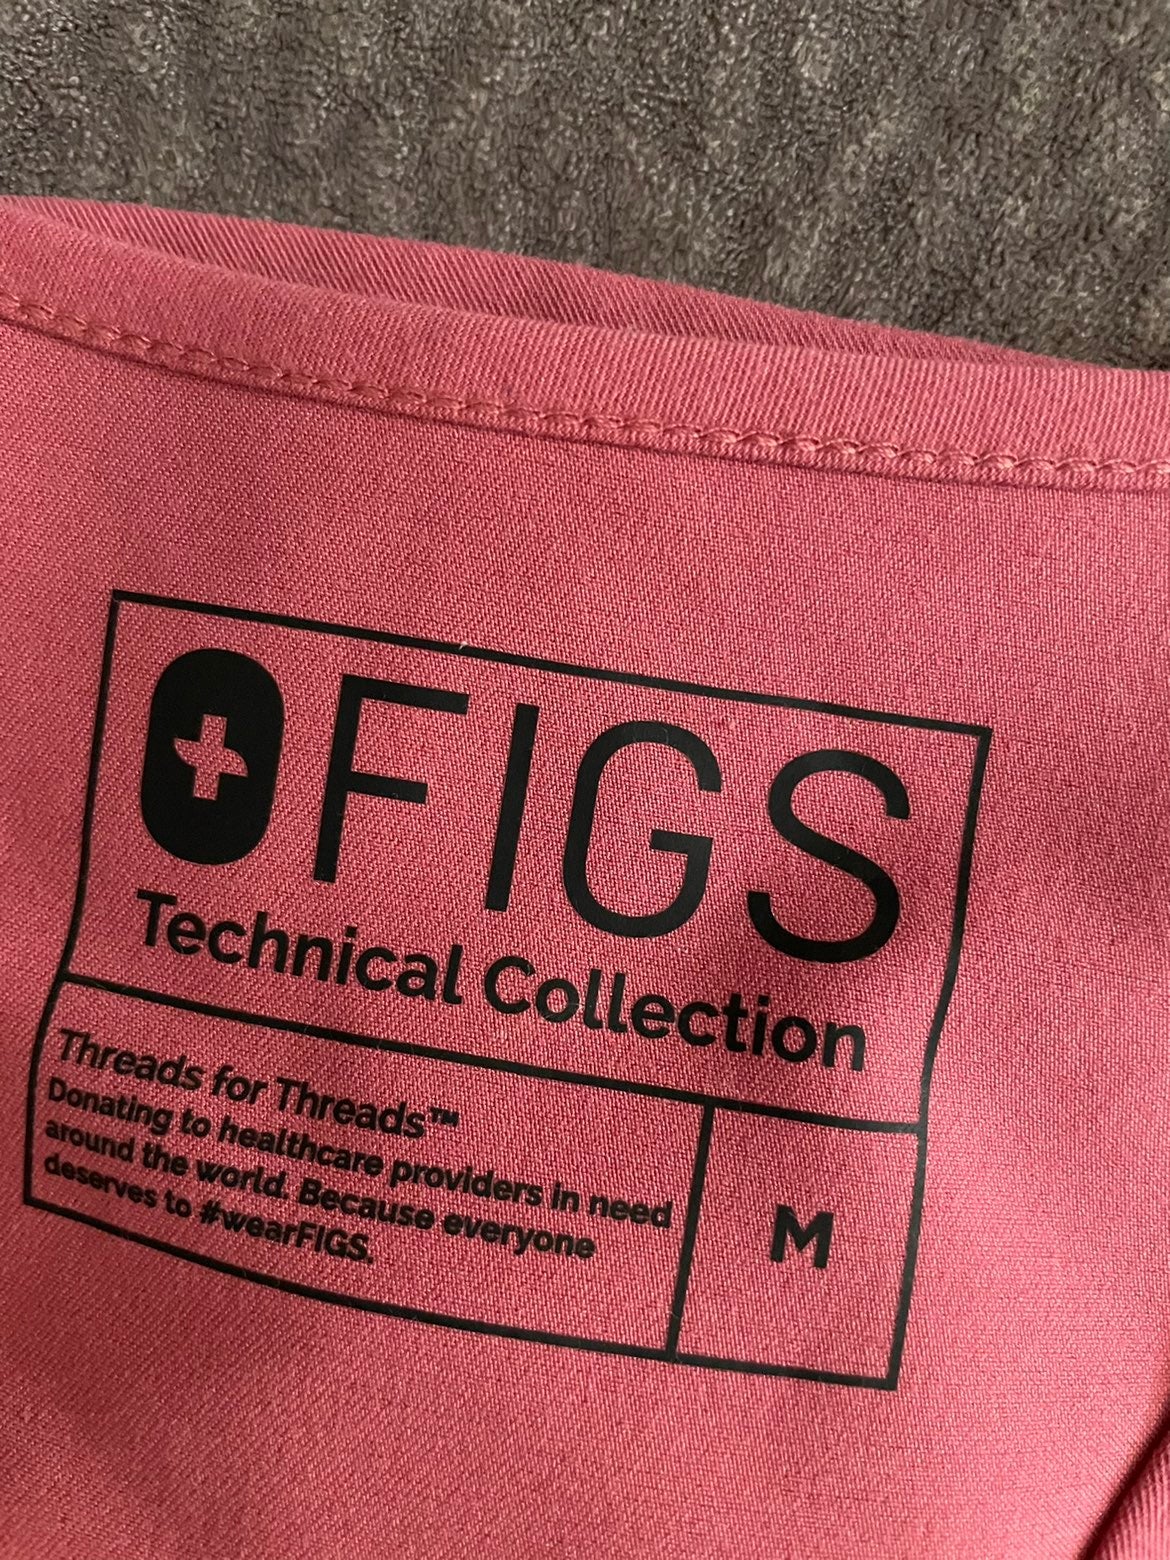 FIGS
Technical Collection
Threads for Threads™
Donating to healthcare providers in need
around the world. Because everyone
deserves to #wearFIGS.
M